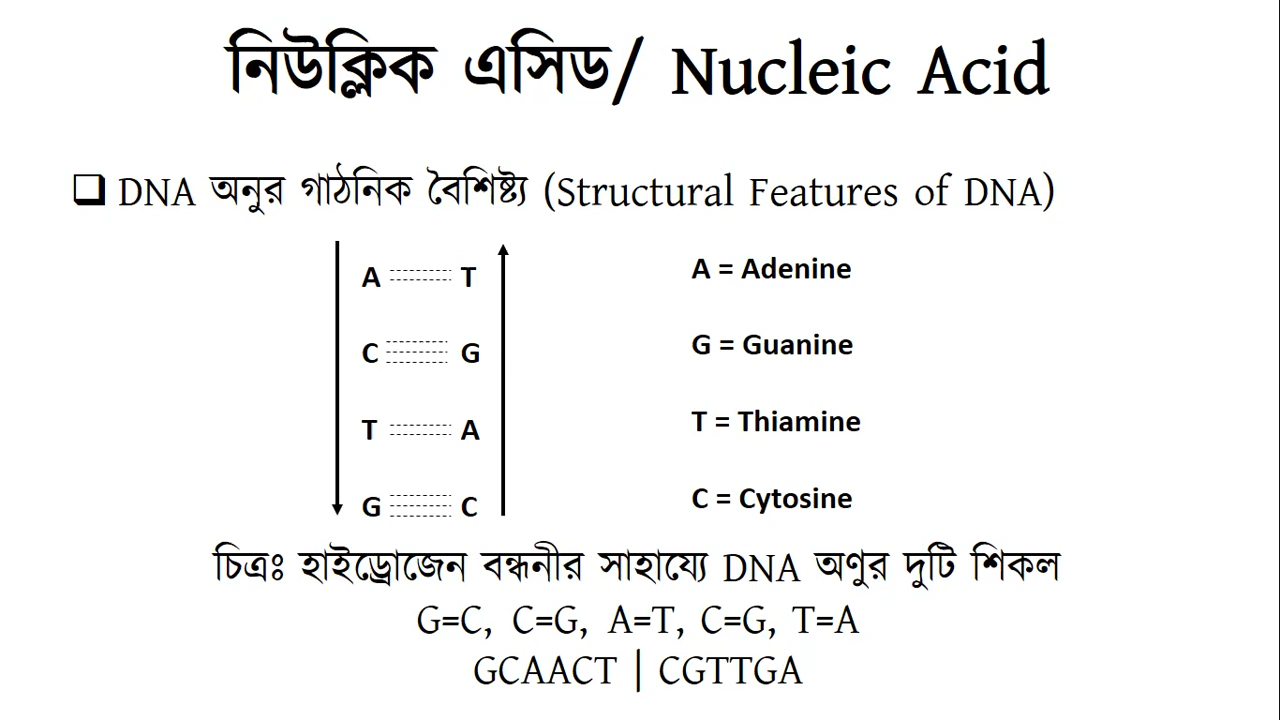 নিউক্লিক এসিড/ Nucleic Acid
❑ DNA অনুর গাঠনিক বৈশিষ্ট্য (Structural Features of DNA)
A T A = Adenine
C G G = Guanine
T A T = Thiamine
G C C = Cytosine
চিত্রঃ হাইড্রোজেন বন্ধনীর সাহায্যে DNA অণুর দুটি শিকল
G=C, C=G, A=T, C=G, T=A
GCAACT | CGTTGA